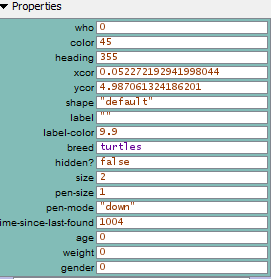 Properties
who 0
color 45
heading 355
xcor 0.052272192941998044
ycor 4.987061324186201
shape "default"
label ""
label-color 9.9
breed turtles
hidden? false
size 2
pen-size 1
pen-mode "down"
ime-since-last-found 1004
age 0
weight 0
gender 0